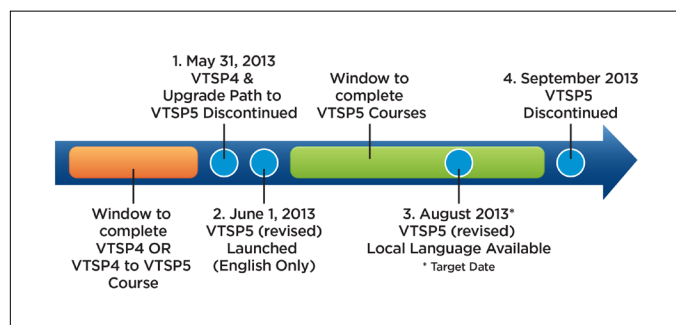 1. May 31, 2013
VTSP4 &
Upgrade Path to
VTSP5 Discontinued
Window to
complete
VTSP5 Courses
4. September 2013
VTSP5
Discontinued
Window to
complete
VTSP4 OR
VTSP4 to VTSP5
Course
2. June 1, 2013
VTSP5 (revised)
Launched
(English Only)
3. August 2013*
VTSP5 (revised)
Local Language Available
* Target Date